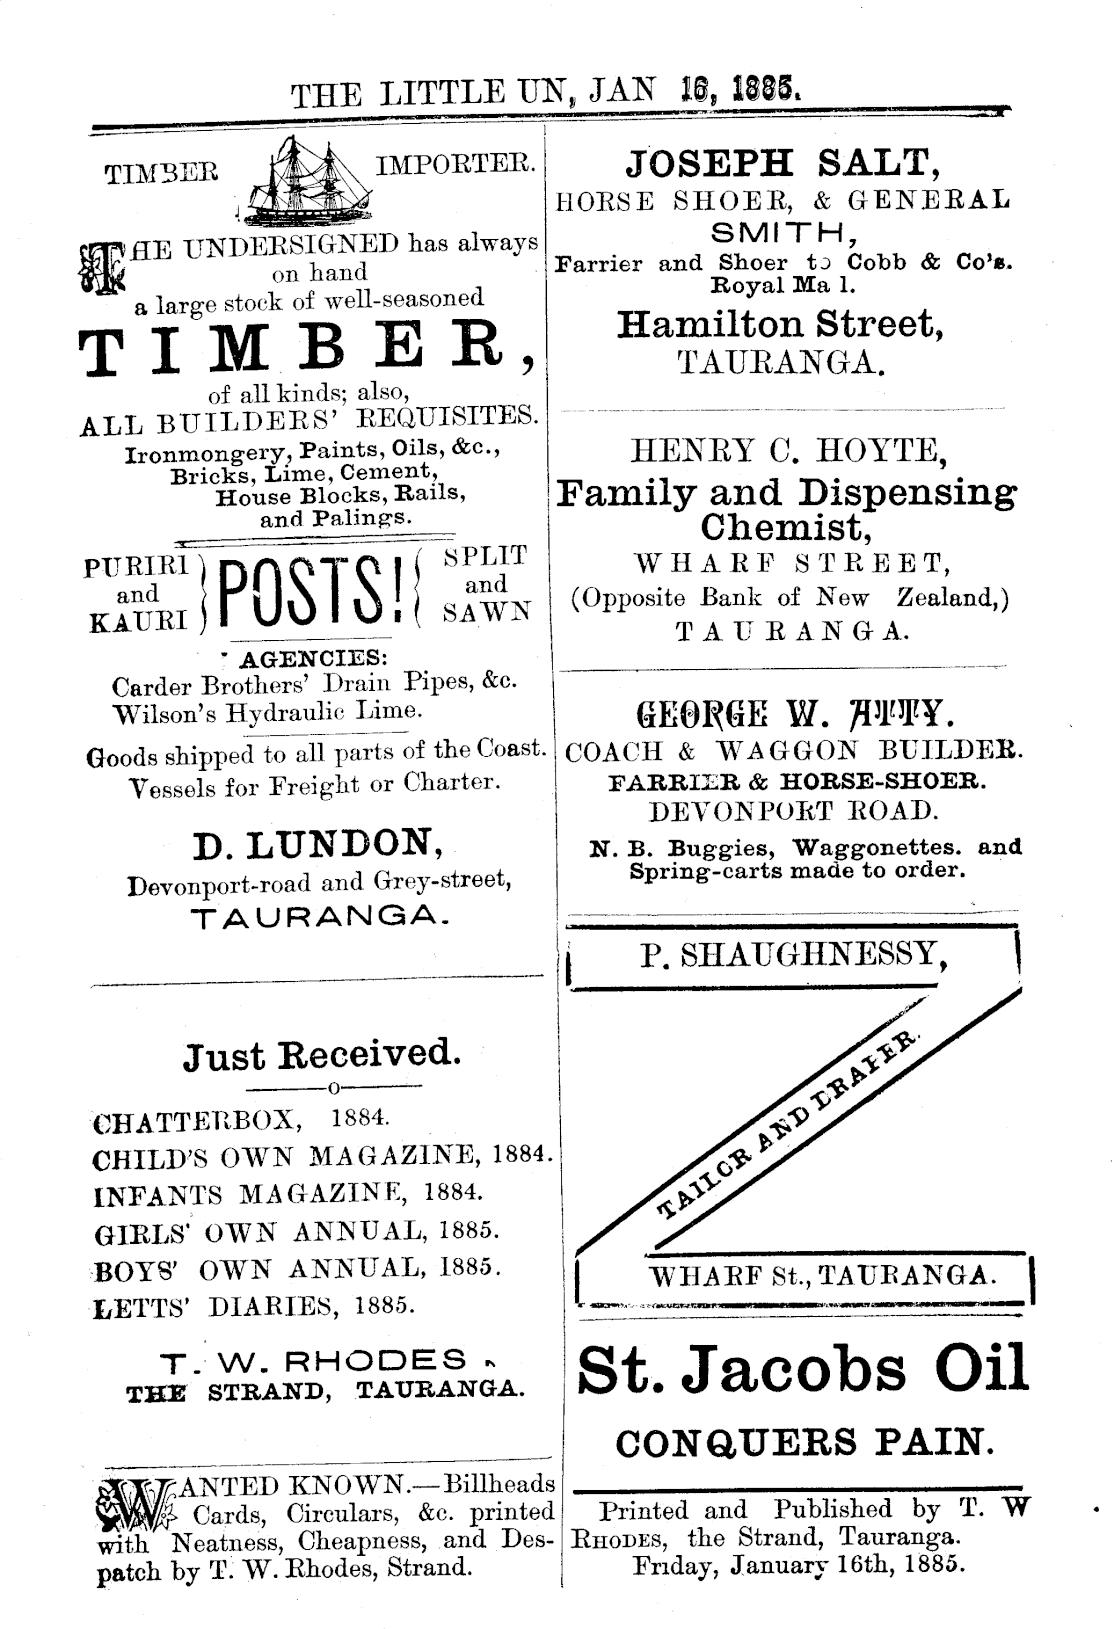 THE LITTLE UN, JAN 16, 1885.
TIMBER IMPORTER.
THE UNDERSIGNED has always
on hand
a large stock of well-seasoned
TIMBER,
of all kinds; also,
ALL BUILDERS' REQUISITES.
Ironmongery, Paints, Oils, &c.,
Bricks, Lime, Cement,
House Blocks, Rails,
and Palings.
PURIRI
and
KAURI
POSTS!
SPLIT
and
SAWN
AGENCIES:
Carder Brothers' Drain Pipes, &c.
Wilson's Hydraulic Lime.
Goods shipped to all parts of the Coast.
Vessels for Freight or Charter.
D. LUNDON,
Devonport-road and Grey-street,
TAURANGA.
Just Received.
o
CHATTERBOX, 1884.
CHILD'S OWN MAGAZINE, 1884.
INFANTS MAGAZINE, 1884.
GIRLS' OWN ANNUAL, 1885.
BOYS' OWN ANNUAL, 1885.
LETTS' DIARIES, 1885.
T. W. RHODES
THE STRAND, TAURANGA.
WANTED KNOWN.—Billheads
Cards, Circulars, &c. printed
with Neatness, Cheapness, and Des-
patch by T. W. Rhodes, Strand.
JOSEPH SALT,
HORSE SHOER, & GENERAL
SMITH,
Farrier and Shoer to Cobb & Co's.
Royal Ma l.
Hamilton Street,
TAURANGA.
HENRY C. HOYTE,
Family and Dispensing
Chemist,
WHARF STREET,
(Opposite Bank of New Zealand,)
TAURANGA.
GEORGE W. ATTY.
COACH & WAGGON BUILDER.
FARRIER & HORSE-SHOER.
DEVONPORT ROAD.
N. B. Buggies, Waggonettes. and
Spring-carts made to order.
P. SHAUGHNESSY,
TAILOR AND DRAPER.
WHARF St., TAURANGA.
St. Jacobs Oil
CONQUERS PAIN.
Printed and Published by T. W
RHODES, the Strand, Tauranga.
Friday, January 16th, 1885.